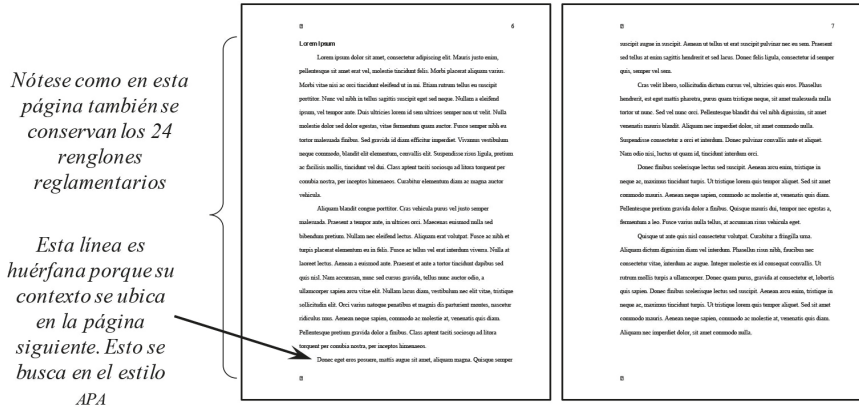 Nótese como en esta
página también se
conservan los 24
renglones
reglamentarios
Esta línea es
huérfana porque su
contexto se ubica
en la página
siguiente. Esto se
busca en el estilo
APA
6
Lorem Ipsum
Lorem ipsum dolor sit amet, consectetur adipiscing elit. Mauris justo enim,
pellentesque sit amet erat vel, molestie tincidunt felis. Morbi placerat aliquam varius.
Morbi vitae nisi ac orci tincidunt eleifend ut in mi. Etiam rutrum tellus eu suscipit
porttitor. Nunc vel nibh in tellus sagittis suscipit eget sed neque. Nullam a eleifend
ipsum, vel tempor ante. Duis ultricies lorem id sem ultrices semper non ut velit. Nulla
molestie dolor sed dolor egestas, vitae fermentum quam auctor. Fusce semper nibh eu
tortor malesuada finibus. Sed gravida id diam efficitur imperdiet. Vivamus vestibulum
neque commodo, blandit elit elementum, convallis elit. Suspendisse risus ligula, pretium
ac facilisis mollis, tincidunt vel dui. Class aptent taciti sociosqu ad litora torquent per
conubia nostra, per inceptos himenaeos. Curabitur elementum diam ac magna auctor
vehicula.
Aliquam blandit congue porttitor. Cras vehicula purus vel justo semper
malesuada. Praesent a tempor ante, in ultrices orci. Maecenas euismod nulla sed
bibendum pretium. Nullam nec eleifend lectus. Aliquam erat volutpat. Fusce ac nibh et
turpis placerat elementum eu in felis. Fusce ac tellus vel erat interdum viverra. Nulla at
laoreet lectus. Aenean a euismod ante. Praesent et ante a tortor tincidunt dapibus sed
quis nisl. Nam accumsan, nunc sed cursus gravida, tellus nunc auctor odio, a
ullamcorper sapien arcu vitae elit. Nullam lacus diam, vestibulum nec elit vitae, tristique
sollicitudin elit. Orci varius natoque penatibus et magnis dis parturient montes, nascetur
ridiculus mus. Aenean neque sapien, commodo ac molestie at, venenatis quis diam.
Pellentesque pretium gravida dolor a finibus. Class aptent taciti sociosqu ad litora
torquent per conubia nostra, per inceptos himenaeos.
Donec eget eros posuere, mattis augue sit amet, aliquam magna. Quisque semper
7
suscipit augue in suscipit. Aenean ut tellus ut erat suscipit pulvinar nec eu sem. Praesent
sed tellus at enim sagittis hendrerit et sed lacus. Donec felis ligula, consectetur id semper
quis, semper vel sem.
Cras velit libero, sollicitudin dictum cursus vel, ultricies quis eros. Phasellus
hendrerit, est eget mattis pharetra, purus quam tristique neque, sit amet malesuada nulla
tortor ut nunc. Sed vel nunc orci. Pellentesque blandit dui vel nibh dignissim, sit amet
venenatis mauris blandit. Aliquam nec imperdiet dolor, sit amet commodo nulla.
Suspendisse consectetur a orci et interdum. Donec pulvinar convallis ante et aliquet.
Nam odio nisi, luctus ut quam id, tincidunt interdum orci.
Donec finibus scelerisque lectus sed suscipit. Aenean arcu enim, tristique in
neque ac, maximus tincidunt turpis. Ut tristique lorem quis tempor aliquet. Sed sit amet
commodo mauris. Aenean neque sapien, commodo ac molestie at, venenatis quis diam.
Pellentesque pretium gravida dolor a finibus. Quisque mauris dui, tempor nec egestas a,
fermentum a leo. Fusce varius nulla tellus, at accumsan risus vehicula eget.
Quisque ut ante quis nisl consectetur volutpat. Curabitur a fringilla urna.
Aliquam dictum dignissim diam vel interdum. Phasellus risus nibh, faucibus nec
consectetur vitae, interdum ac augue. Integer molestie ex id consequat convallis. Ut
rutrum mollis turpis a ullamcorper. Donec quam purus, gravida at consectetur et, lobortis
quis sapien. Donec finibus scelerisque lectus sed suscipit. Aenean arcu enim, tristique in
neque ac, maximus tincidunt turpis. Ut tristique lorem quis tempor aliquet. Sed sit amet
commodo mauris. Aenean neque sapien, commodo ac molestie at, venenatis quis diam.
Aliquam nec imperdiet dolor, sit amet commodo nulla.